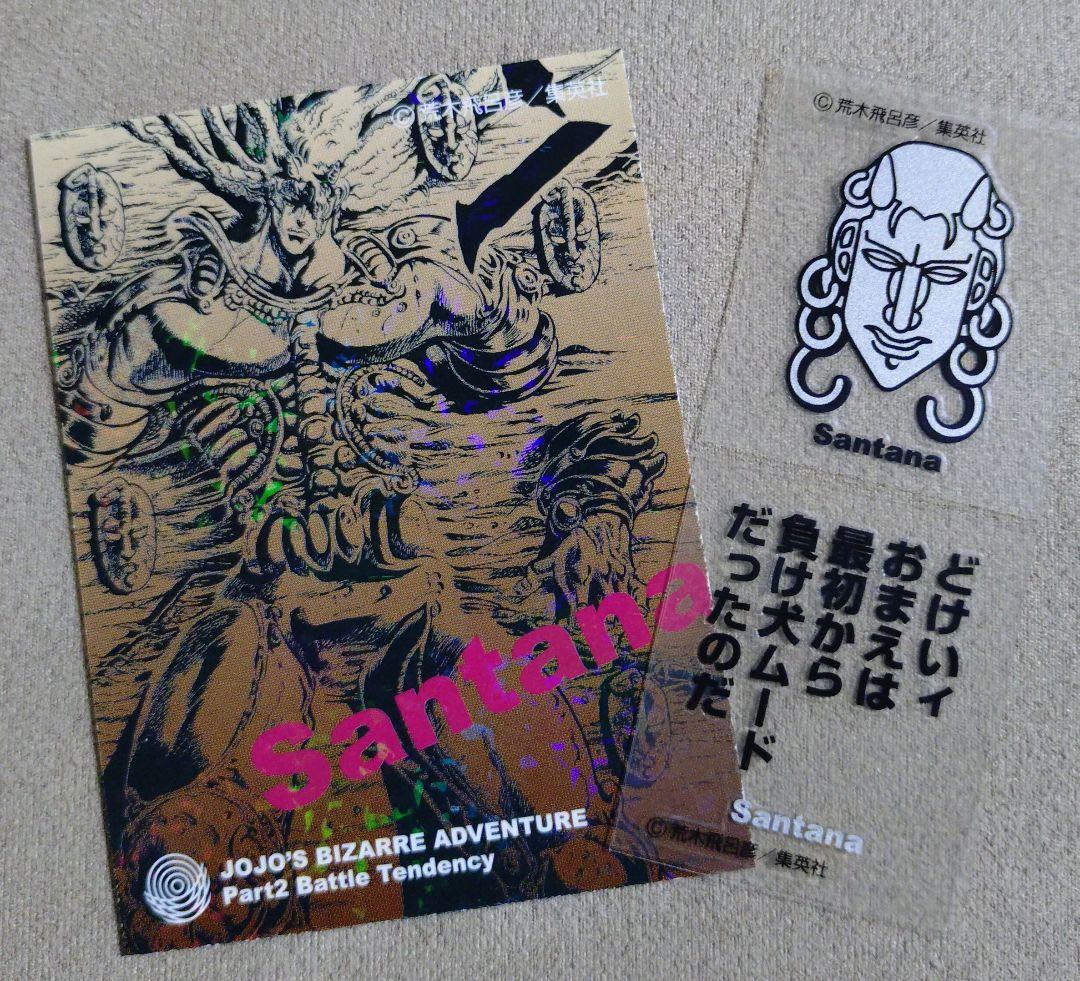 ©荒木飛呂彦／集英社
Santana
JOJO'S BIZARRE ADVENTURE
Part2 Battle Tendency
©荒木飛呂彦／集英社
Santana
どけいィ
おまえは
最初から
負け犬ムード
だったのだ
Santana
©荒木飛呂彦／集英社